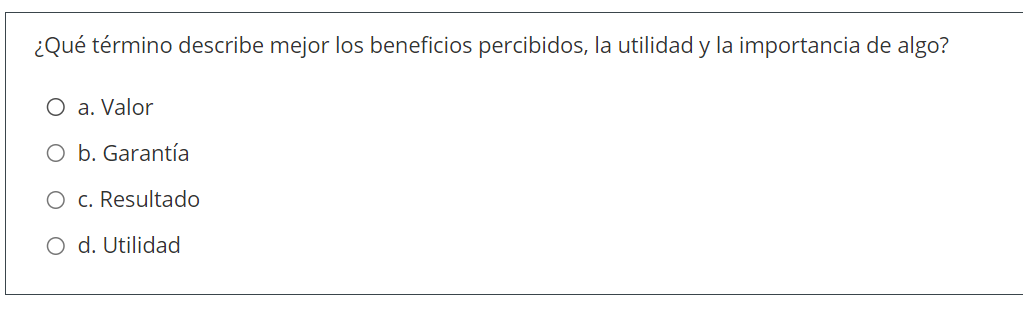 ¿Qué término describe mejor los beneficios percibidos, la utilidad y la importancia de algo?
a. Valor
b. Garantía
c. Resultado
d. Utilidad